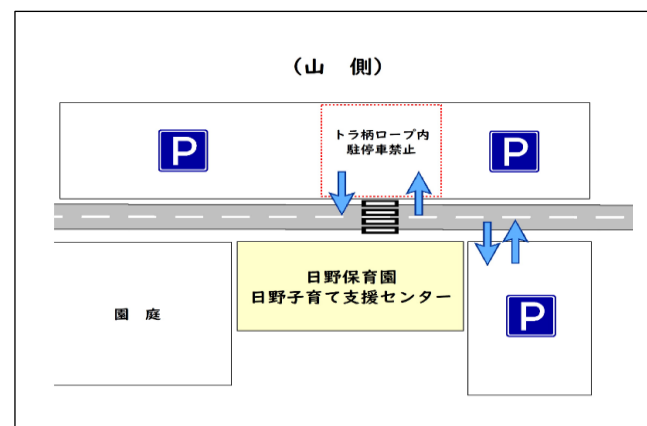 （山　側）
P
トラ柄ロープ内
駐停車禁止
P
日野保育園
日野子育て支援センター
園　庭
P